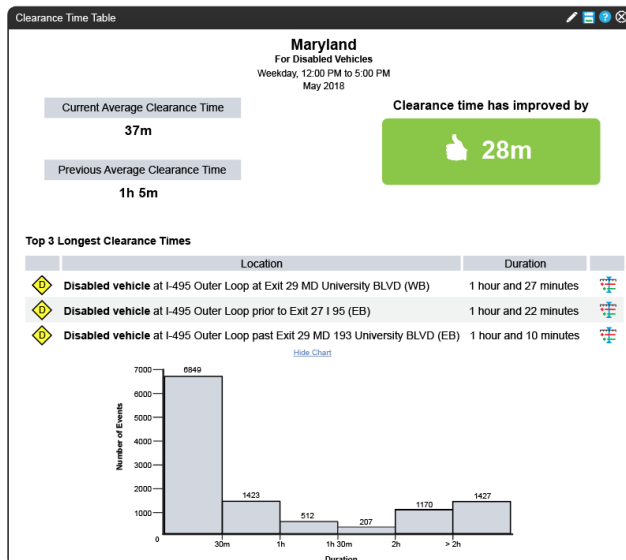 Clearance Time Table
Maryland
For Disabled Vehicles
Weekday, 12:00 PM to 5:00 PM
May 2018
Current Average Clearance Time
37m
Previous Average Clearance Time
1h 5m
Clearance time has improved by
28m
Top 3 Longest Clearance Times
Location Duration
D Disabled vehicle at I-495 Outer Loop at Exit 29 MD University BLVD (WB) 1 hour and 27 minutes
D Disabled vehicle at I-495 Outer Loop prior to Exit 27 I 95 (EB) 1 hour and 22 minutes
D Disabled vehicle at I-495 Outer Loop past Exit 29 MD 193 University BLVD (EB) 1 hour and 10 minutes
Hide Chart
Number of Events
7000
6000
5000
4000
3000
2000
1000
0
6849
1423
512
207
1170
1427
30m 1h 1h 30m 2h > 2h
Duration